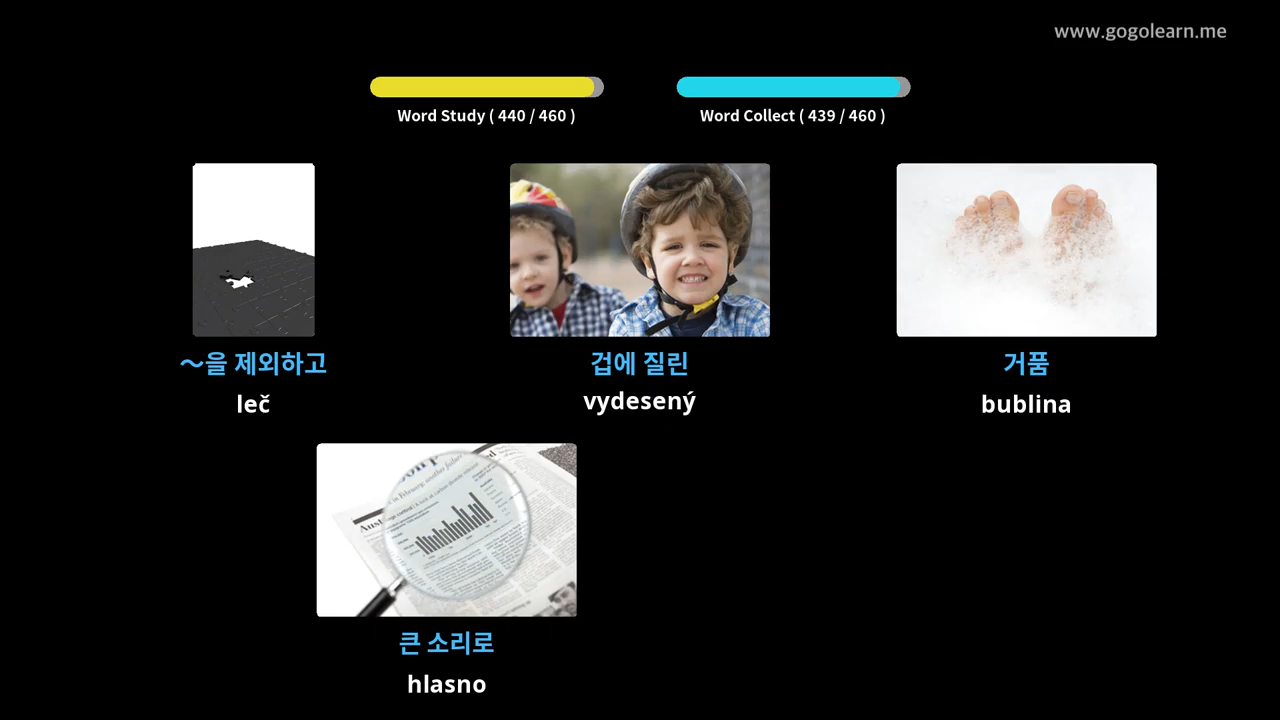 www.gogolearn.me
Word Study ( 440 / 460 )
Word Collect ( 439 / 460 )
～을 제외하고
겁에 질린
거품
leč
vydesený
bublina
큰 소리로
hlasno